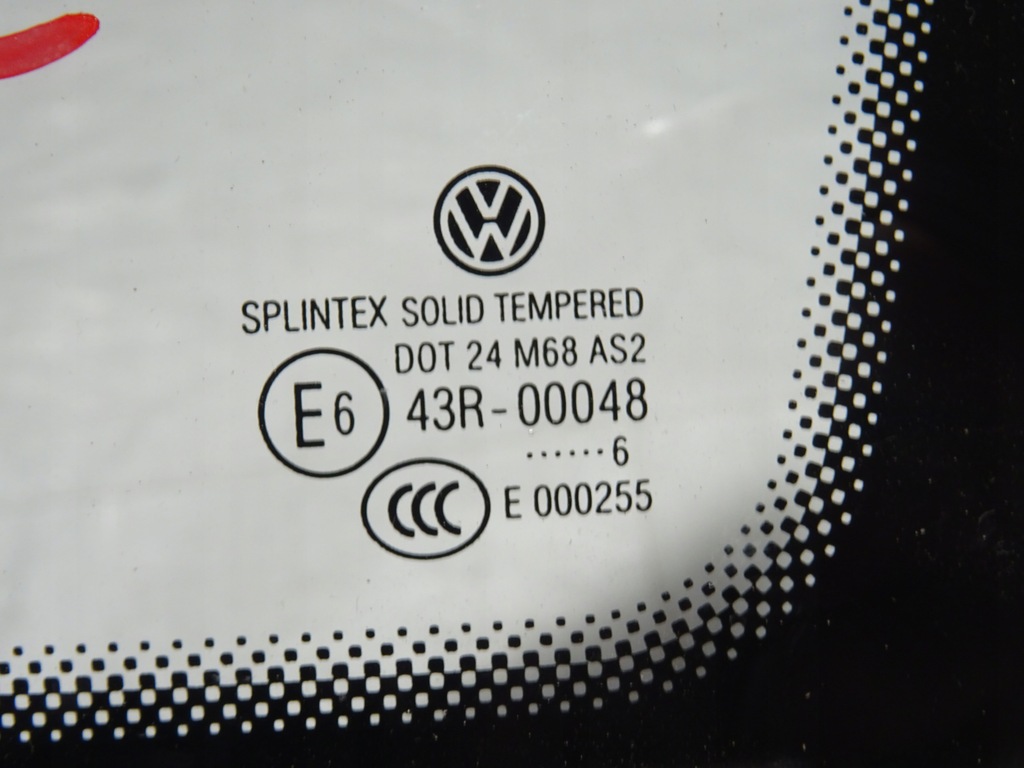 SPLINTEX SOLID TEMPERED
DOT 24 M68 AS2
E6 43R-00048
······6
CCC E 000255